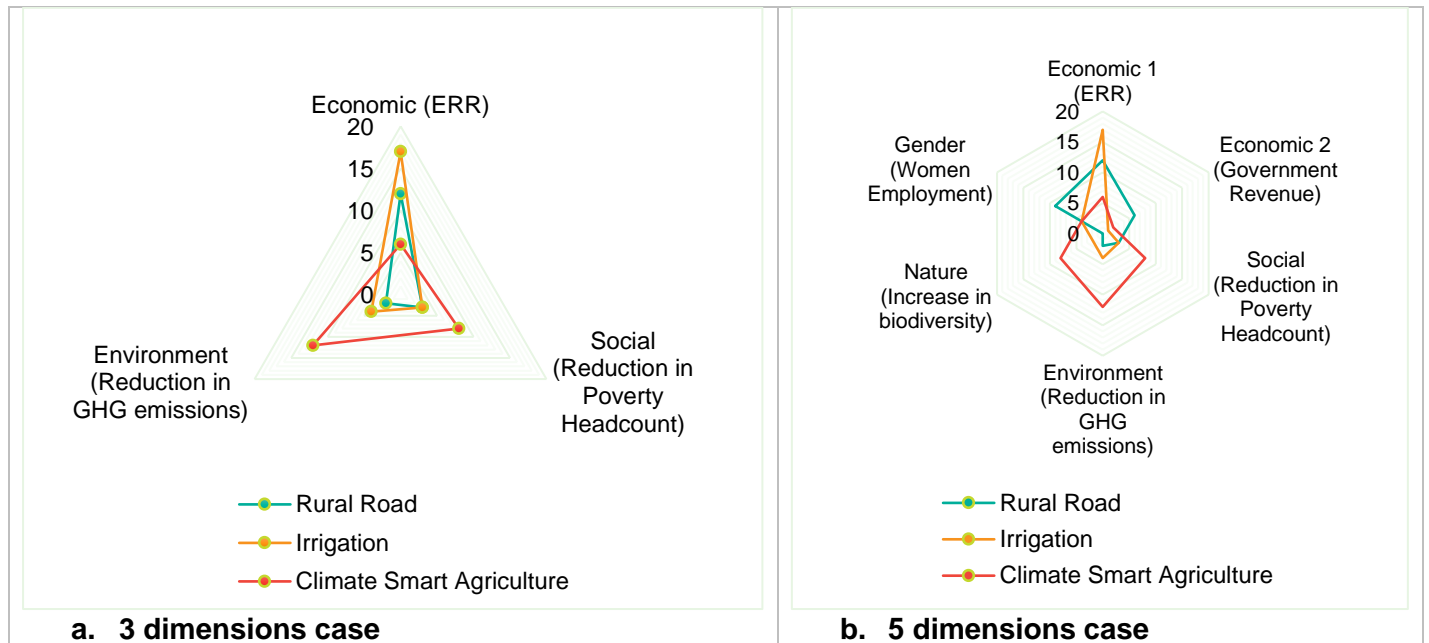 Economic (ERR)
20
15
10
5
0
Environment
(Reduction in
GHG emissions)
Social
(Reduction in
Poverty
Headcount)
Rural Road
Irrigation
Climate Smart Agriculture
a. 3 dimensions case
Economic 1
(ERR)
20
15
10
5
0
Gender
(Women
Employment)
Economic 2
(Government
Revenue)
Nature
(Increase in
biodiversity)
Social
(Reduction in
Poverty
Headcount)
Environment
(Reduction in
GHG
emissions)
Rural Road
Irrigation
Climate Smart Agriculture
b. 5 dimensions case